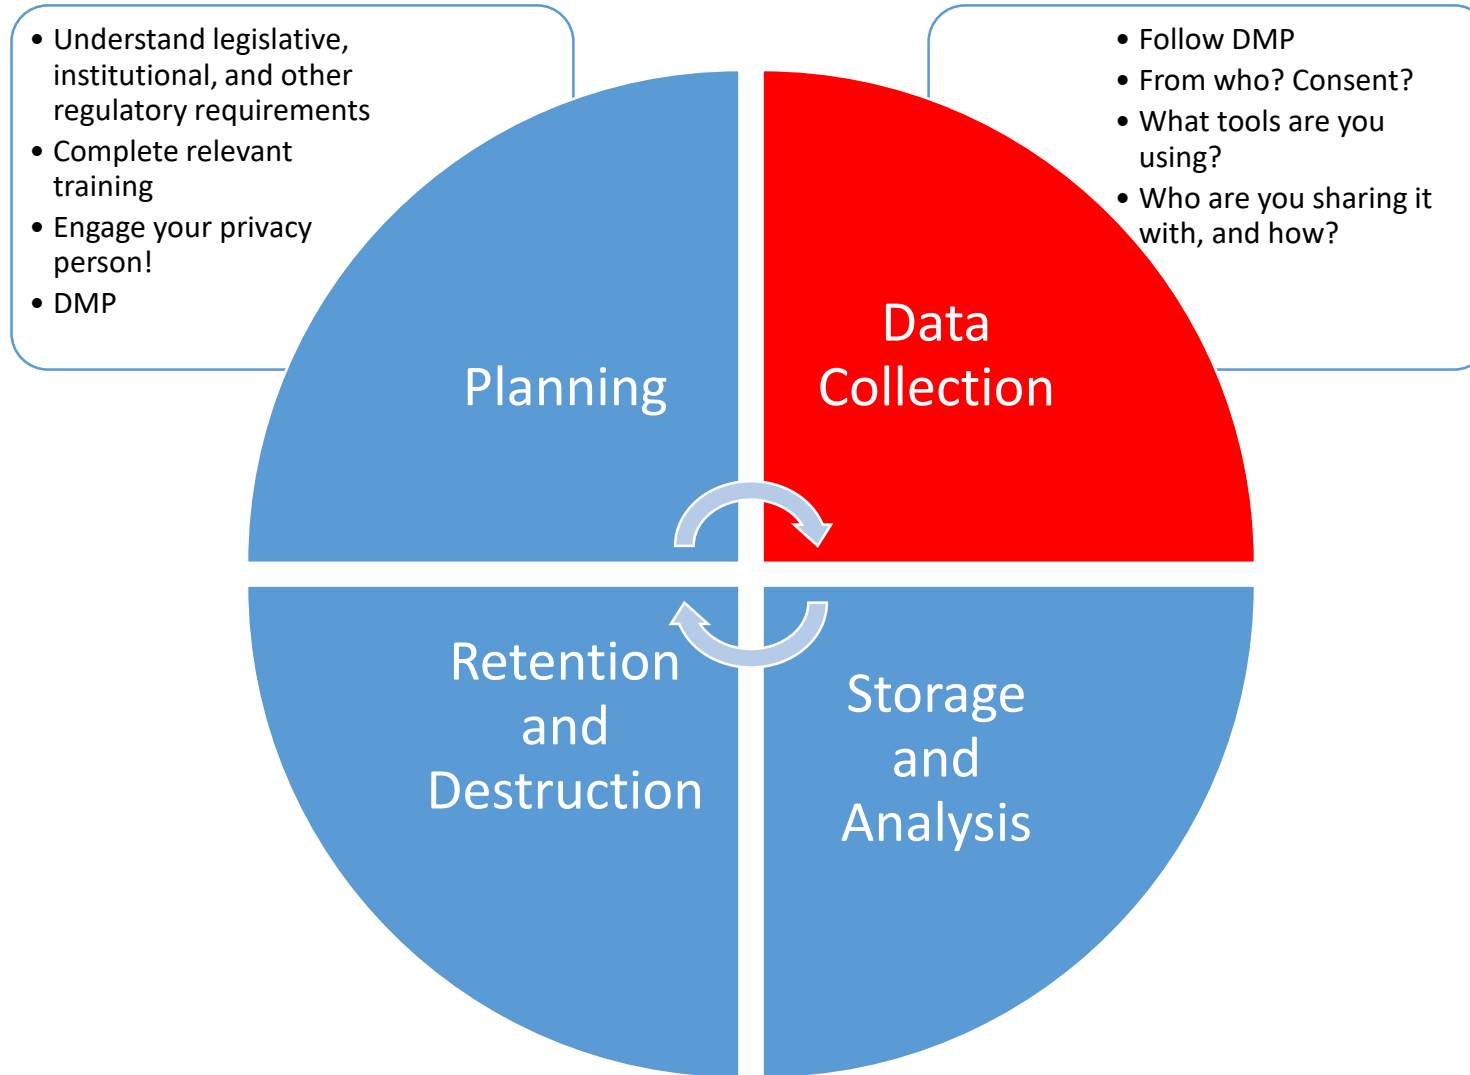 • Understand legislative,
institutional, and other
regulatory requirements
• Complete relevant
training
• Engage your privacy
person!
• DMP
• Follow DMP
• From who? Consent?
• What tools are you
using?
• Who are you sharing it
with, and how?
Planning
Data
Collection
Retention
and
Destruction
Storage
and
Analysis